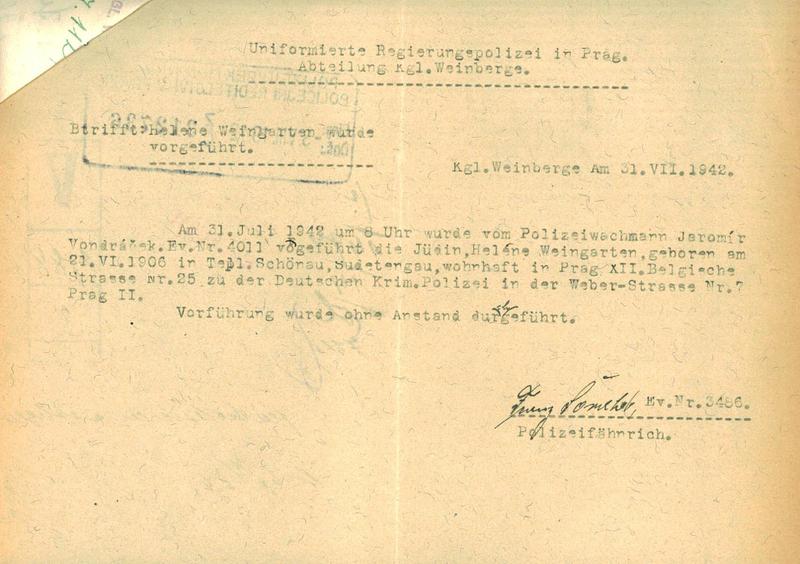 Uniformierte Regierungspolizei in Prag.
Abteilung Kgl.Weinberge.
Btrifft:Helene Weingarten wurde
vorgeführt.
Kgl.Weinberge Am 31.VII.1942.
Am 31.Juli 1942 um 8 Uhr wurde vom Polizeiwachmann Jaromír
Vondráček.Ev.Nr.4011 vogeführt die Jüdin,Heléne Weingarten,geboren am
21.VI.1906 in Tepl.Schönau,Sudetengau,wohnhaft in Prag XII.Belgische
Strasse Nr.25 zu der Deutschen Krim.Polizei in der Weber-Strasse Nr.7
Prag II.
Vorführung wurde ohne Anstand durgeführt.
Ev.Nr.3486.
Polizeifähnrich.